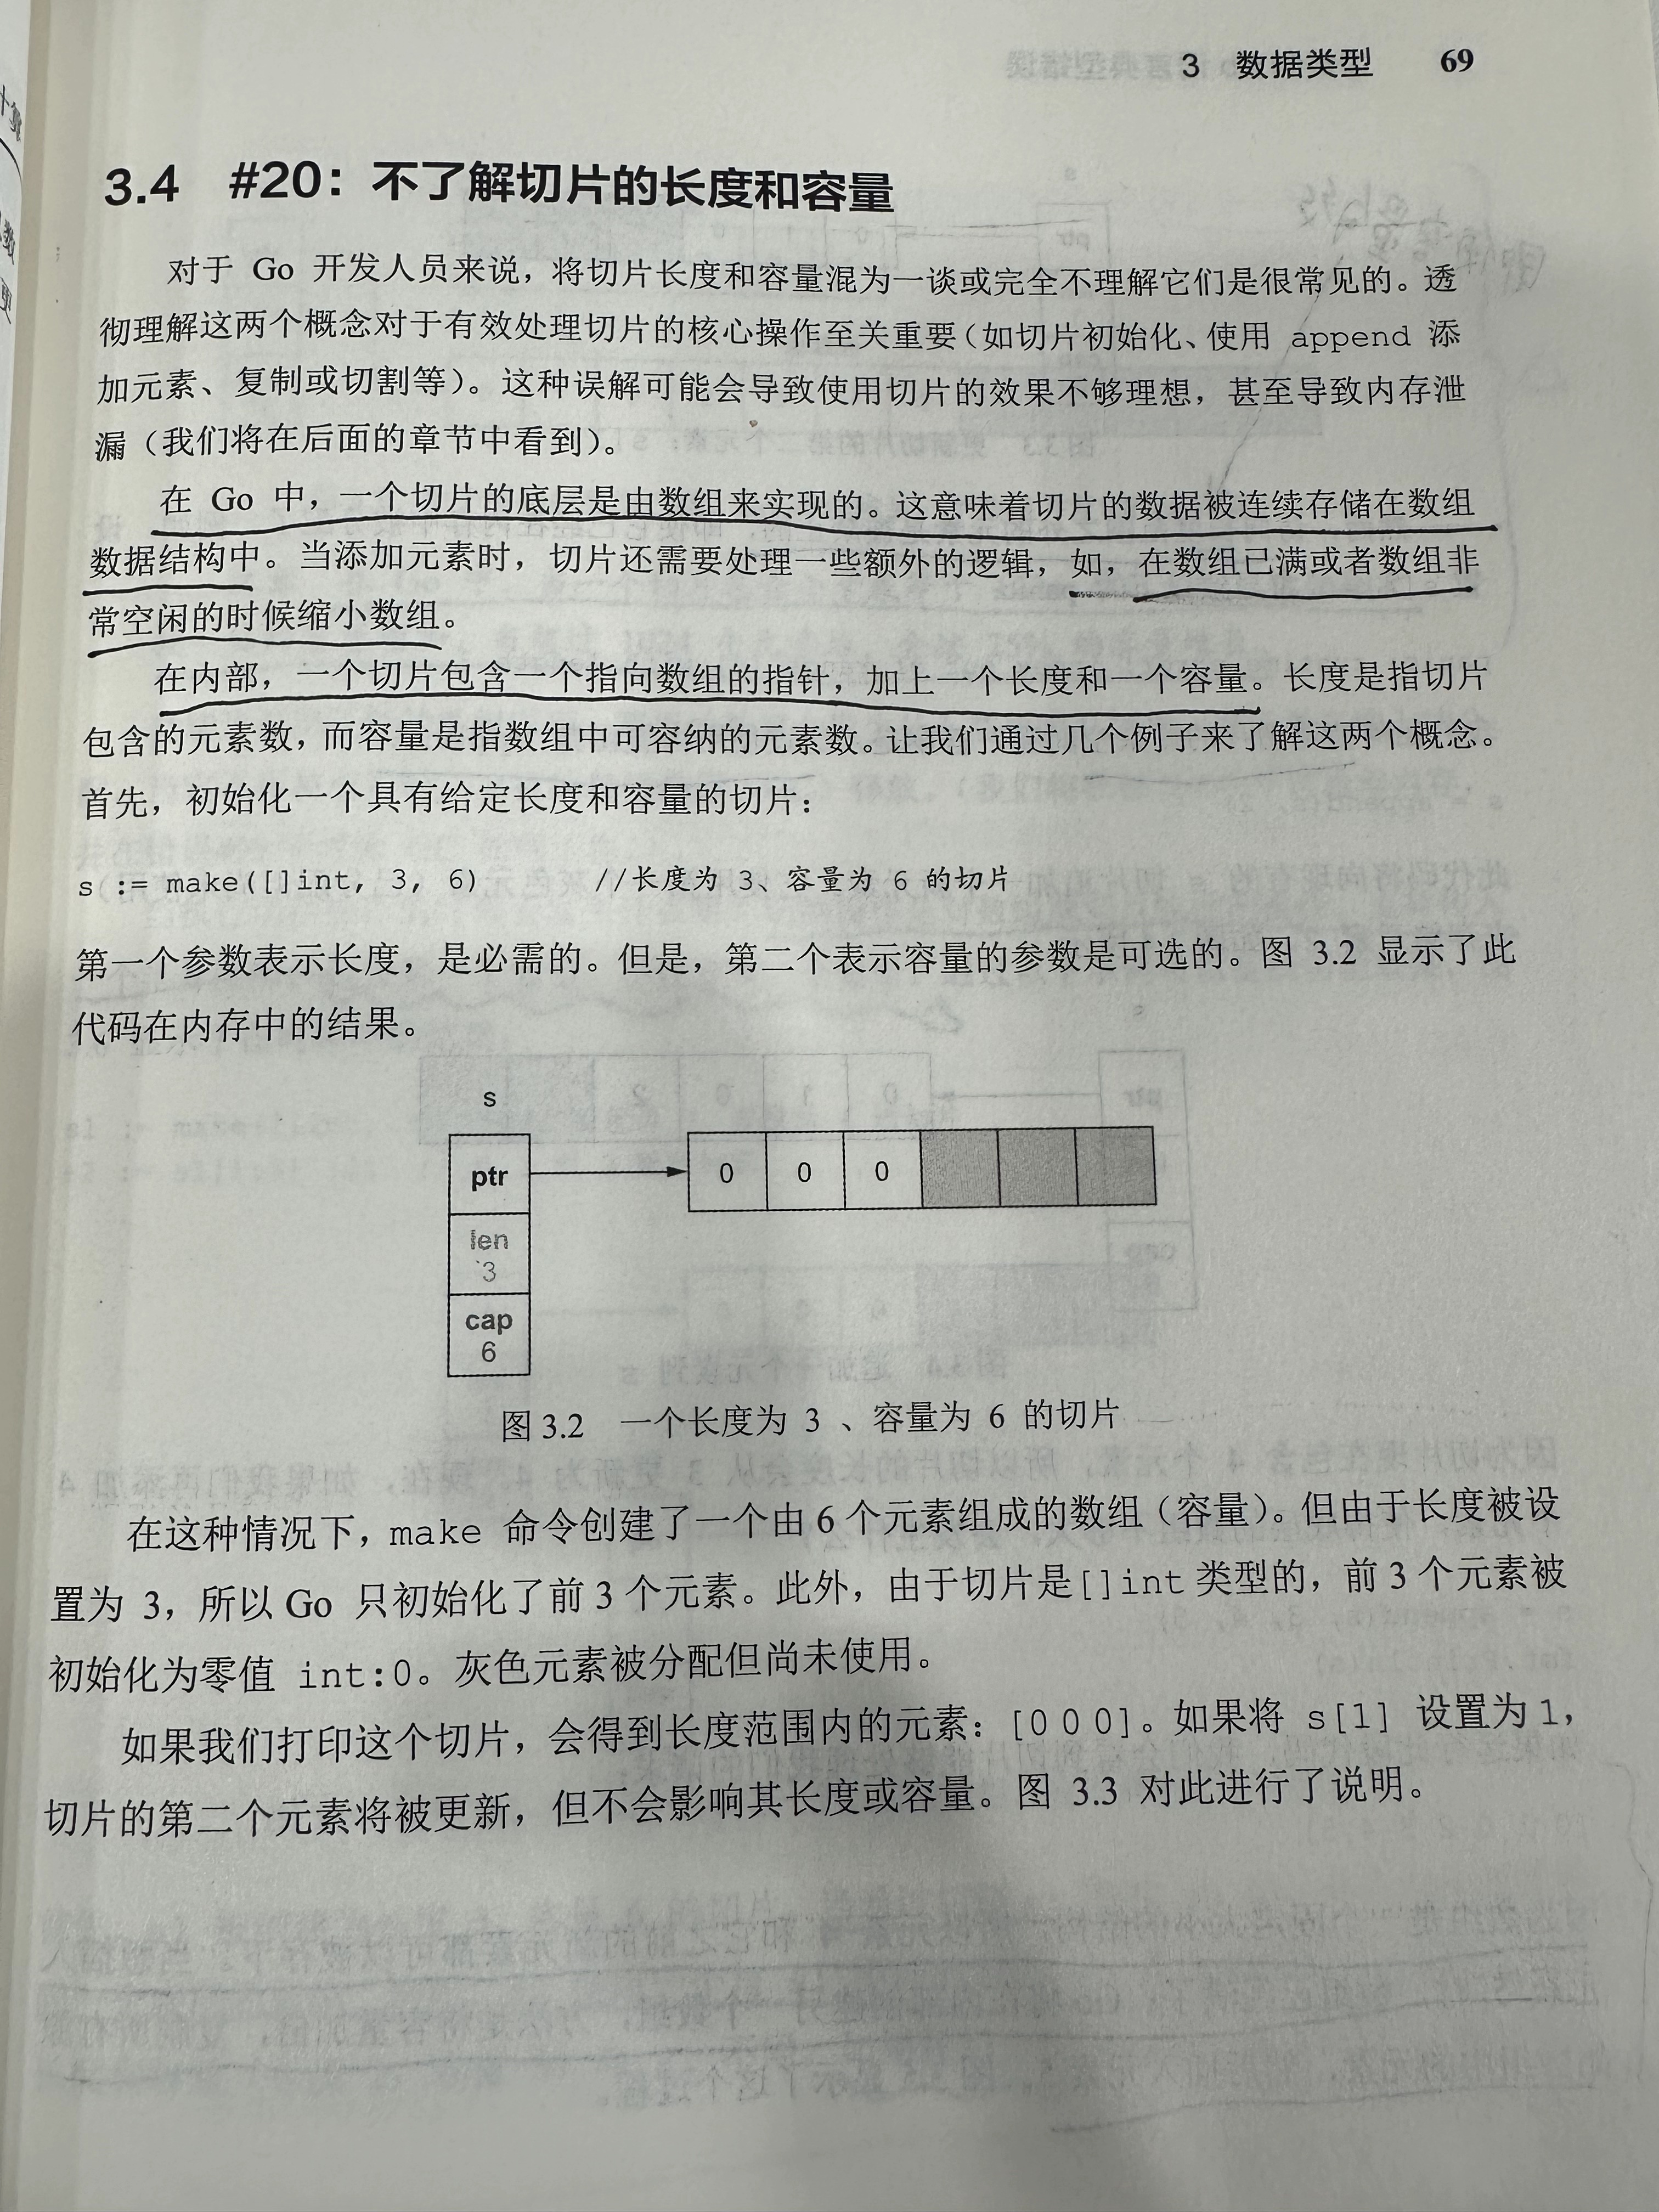 3 数据类型 69
3.4 #20：不了解切片的长度和容量
对于 Go 开发人员来说，将切片长度和容量混为一谈或完全不理解它们是很常见的。透
彻理解这两个概念对于有效处理切片的核心操作至关重要（如切片初始化、使用 append 添
加元素、复制或切割等）。这种误解可能会导致使用切片的效果不够理想，甚至导致内存泄
漏（我们将在后面的章节中看到）。
在 Go 中，一个切片的底层是由数组来实现的。这意味着切片的数据被连续存储在数组
数据结构中。当添加元素时，切片还需要处理一些额外的逻辑，如，在数组已满或者数组非
常空闲的时候缩小数组。
在内部，一个切片包含一个指向数组的指针，加上一个长度和一个容量。长度是指切片
包含的元素数，而容量是指数组中可容纳的元素数。让我们通过几个例子来了解这两个概念。
首先，初始化一个具有给定长度和容量的切片：
s := make([]int, 3, 6) //长度为 3、容量为 6 的切片
第一个参数表示长度，是必需的。但是，第二个表示容量的参数是可选的。图 3.2 显示了此
代码在内存中的结果。
s
ptr 0 0 0
len
3
cap
6
图 3.2 一个长度为 3 、容量为 6 的切片
在这种情况下，make 命令创建了一个由 6 个元素组成的数组（容量）。但由于长度被设
置为 3，所以 Go 只初始化了前 3 个元素。此外，由于切片是[]int 类型的，前 3 个元素被
初始化为零值 int:0。灰色元素被分配但尚未使用。
如果我们打印这个切片，会得到长度范围内的元素：[0 0 0]。如果将 s[1] 设置为 1，
切片的第二个元素将被更新，但不会影响其长度或容量。图 3.3 对此进行了说明。